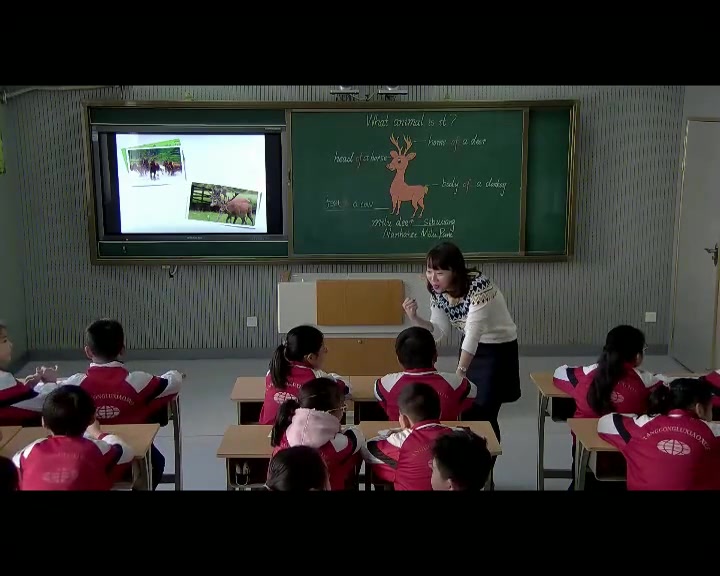 What animal is it?
horns of a deer
head of a horse
body of a donkey
a cow
milu deer Sibuxiang
Nanhaizi Milu Park